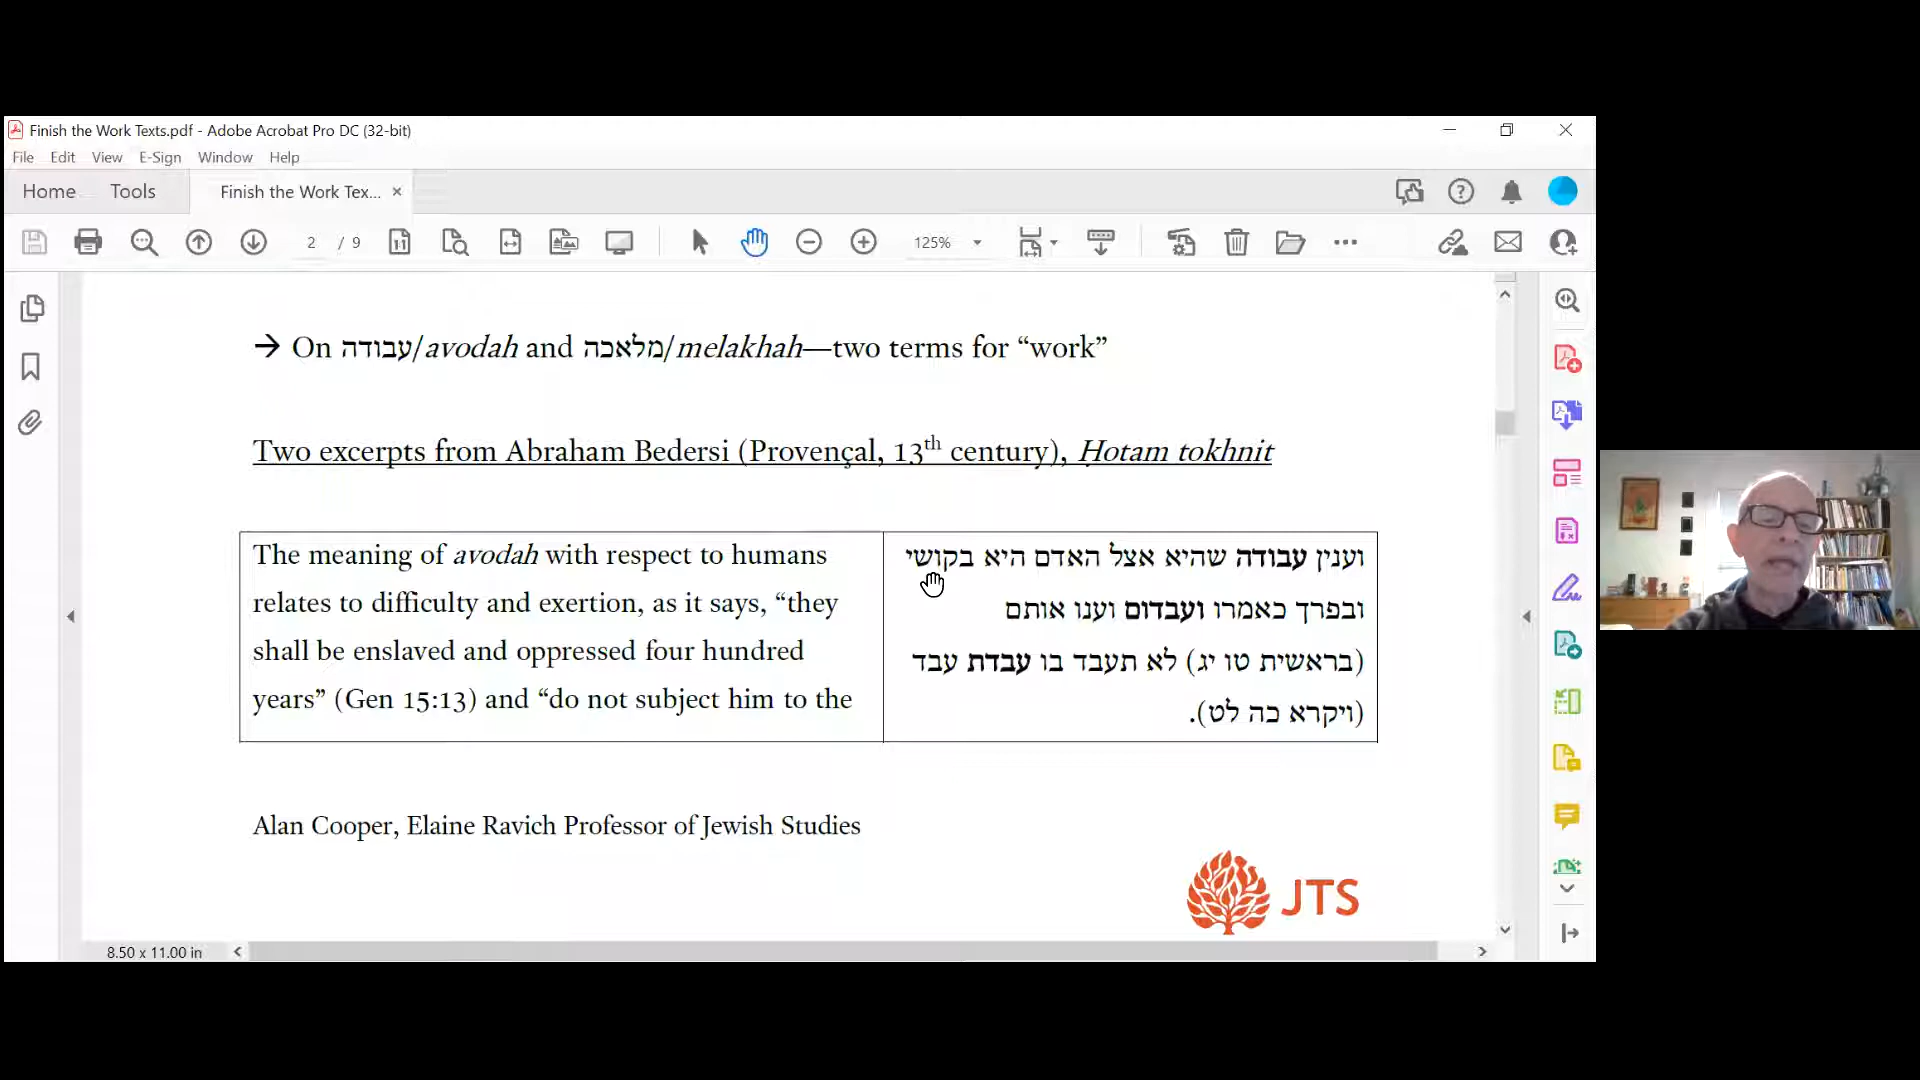 Finish the Work Texts.pdf - Adobe Acrobat Pro DC (32-bit)
File Edit View E-Sign Window Help
Home Tools Finish the Work Tex... ×
2 / 9 125%
→ On עבודה/avodah and מלאכה/melakhah—two terms for “work”
Two excerpts from Abraham Bedersi (Provençal, 13th century), Ḥotam tokhnit
The meaning of avodah with respect to humans
relates to difficulty and exertion, as it says, “they
shall be enslaved and oppressed four hundred
years” (Gen 15:13) and “do not subject him to the
וענין עבודה שהיא אצל האדם היא בקושי
ובפרך כאמרו ועבדום וענו אותם
(בראשית טו יג) לא תעבד בו עבדת עבד
(ויקרא כה לט).
Alan Cooper, Elaine Ravich Professor of Jewish Studies
JTS
8.50 x 11.00 in